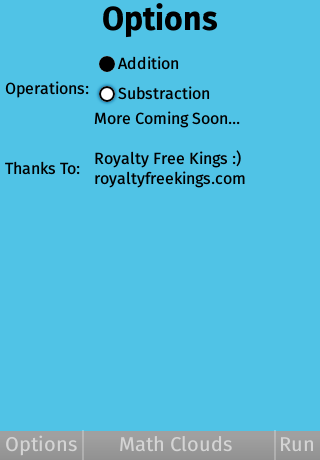 Options
Operations:
Addition
Substraction
More Coming Soon...
Thanks To:
Royalty Free Kings :)
royaltyfreekings.com
Options
Math Clouds
Run